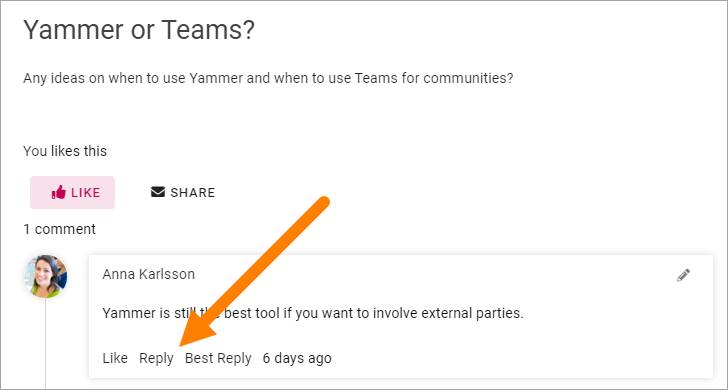 Yammer or Teams?
Any ideas on when to use Yammer and when to use Teams for communities?
You likes this
LIKE SHARE
1 comment
Anna Karlsson
Yammer is still the best tool if you want to involve external parties.
Like Reply Best Reply 6 days ago